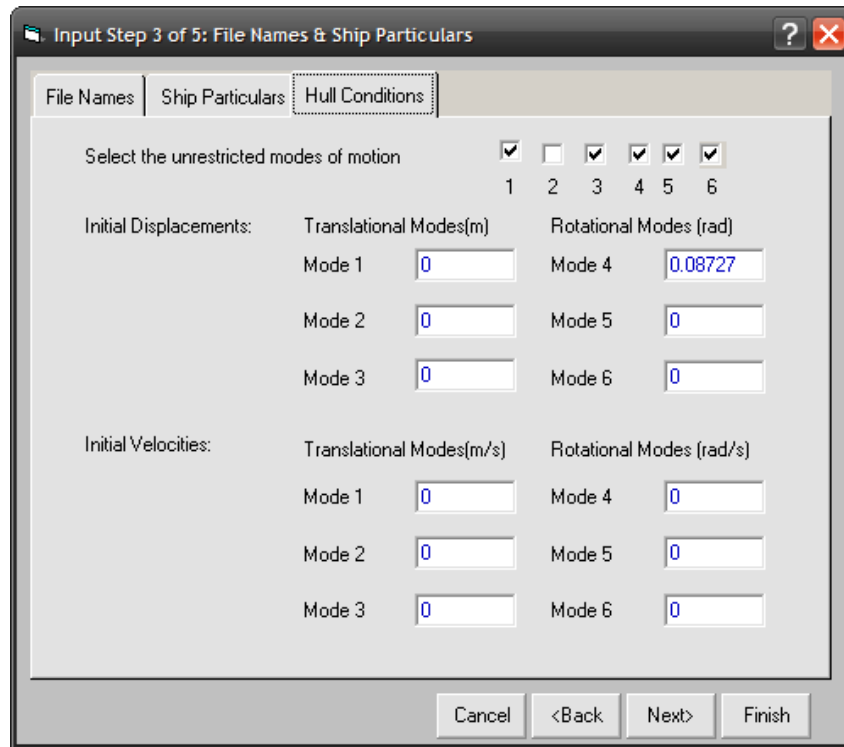 Input Step 3 of 5: File Names & Ship Particulars
?
File Names Ship Particulars Hull Conditions
Select the unrestricted modes of motion
1 2 3 4 5 6
Initial Displacements: Translational Modes(m) Rotational Modes (rad)
Mode 1 0 Mode 4 0.08727
Mode 2 0 Mode 5 0
Mode 3 0 Mode 6 0
Initial Velocities: Translational Modes(m/s) Rotational Modes (rad/s)
Mode 1 0 Mode 4 0
Mode 2 0 Mode 5 0
Mode 3 0 Mode 6 0
Cancel <Back Next> Finish